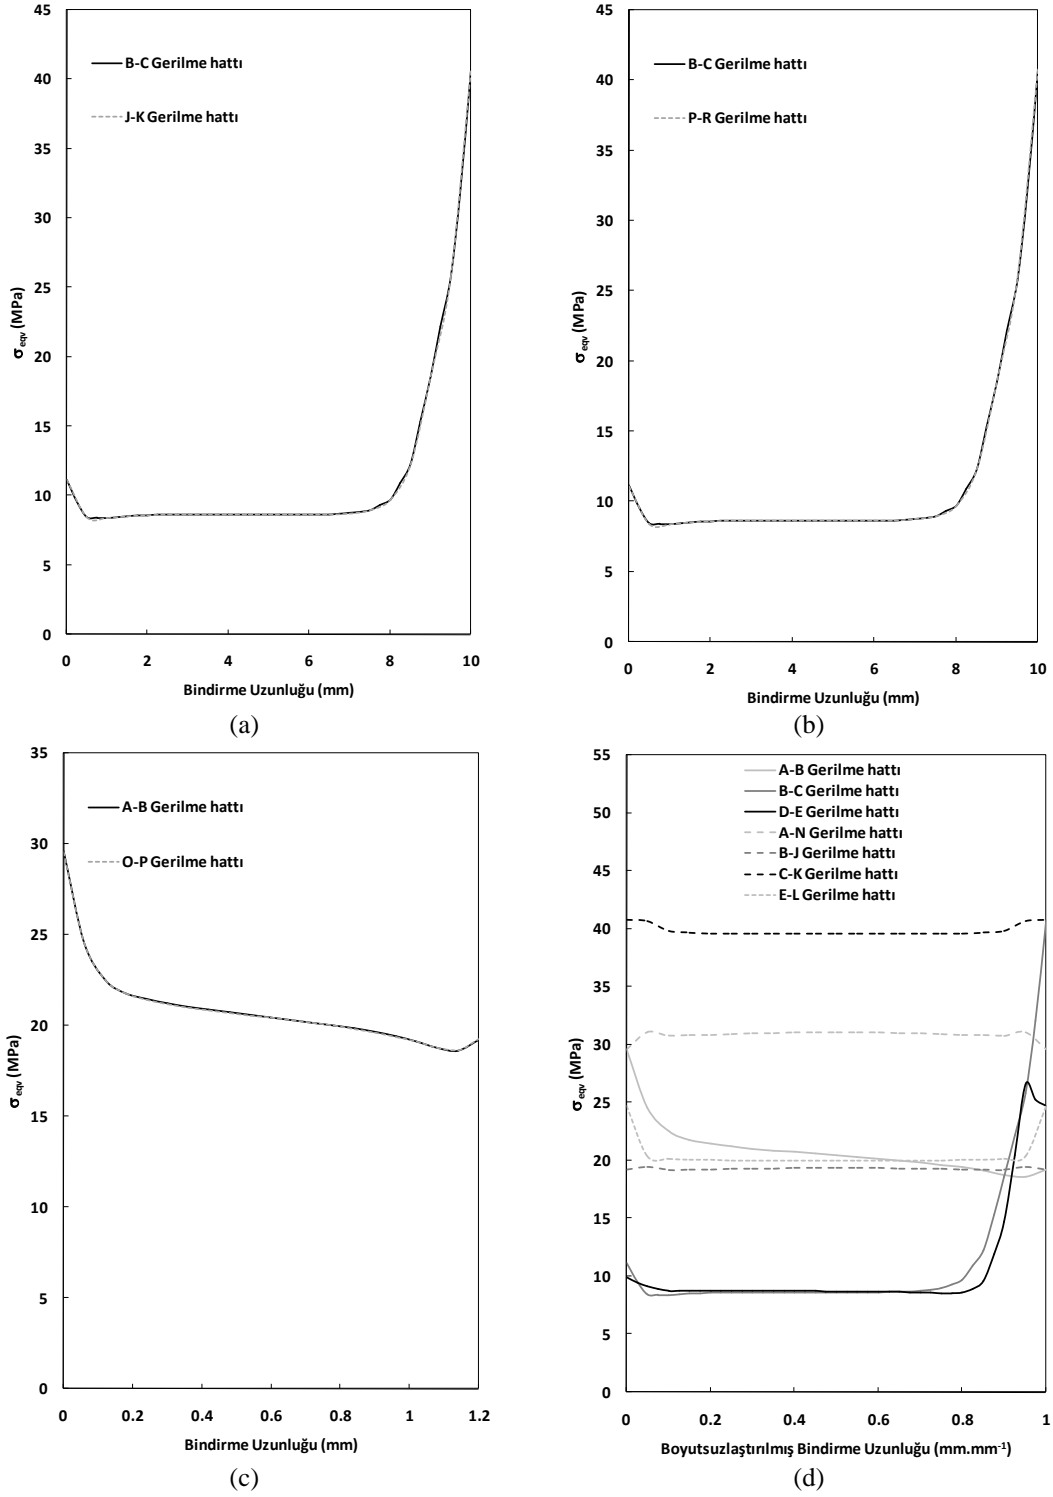 45
40
35
30
25
20
15
10
5
0
σeqv (MPa)
B-C Gerilme hattı
J-K Gerilme hattı
0 2 4 6 8 10
Bindirme Uzunluğu (mm)
(a)
45
40
35
30
25
20
15
10
5
0
σeqv (MPa)
B-C Gerilme hattı
P-R Gerilme hattı
0 2 4 6 8 10
Bindirme Uzunluğu (mm)
(b)
35
30
25
20
15
10
5
0
σeqv (MPa)
A-B Gerilme hattı
O-P Gerilme hattı
0 0.2 0.4 0.6 0.8 1 1.2
Bindirme Uzunluğu (mm)
(c)
55
50
45
40
35
30
25
20
15
10
5
0
σeqv (MPa)
A-B Gerilme hattı
B-C Gerilme hattı
D-E Gerilme hattı
A-N Gerilme hattı
B-J Gerilme hattı
C-K Gerilme hattı
E-L Gerilme hattı
0 0.2 0.4 0.6 0.8 1
Boyutsuzlaştırılmış Bindirme Uzunluğu (mm.mm⁻¹)
(d)